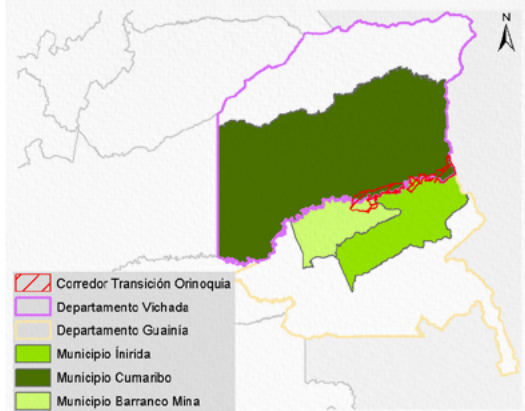 N
Corredor Transición Orinoquia
Departamento Vichada
Departamento Guainía
Municipio Ínirida
Municipio Cumaribo
Municipio Barranco Mina